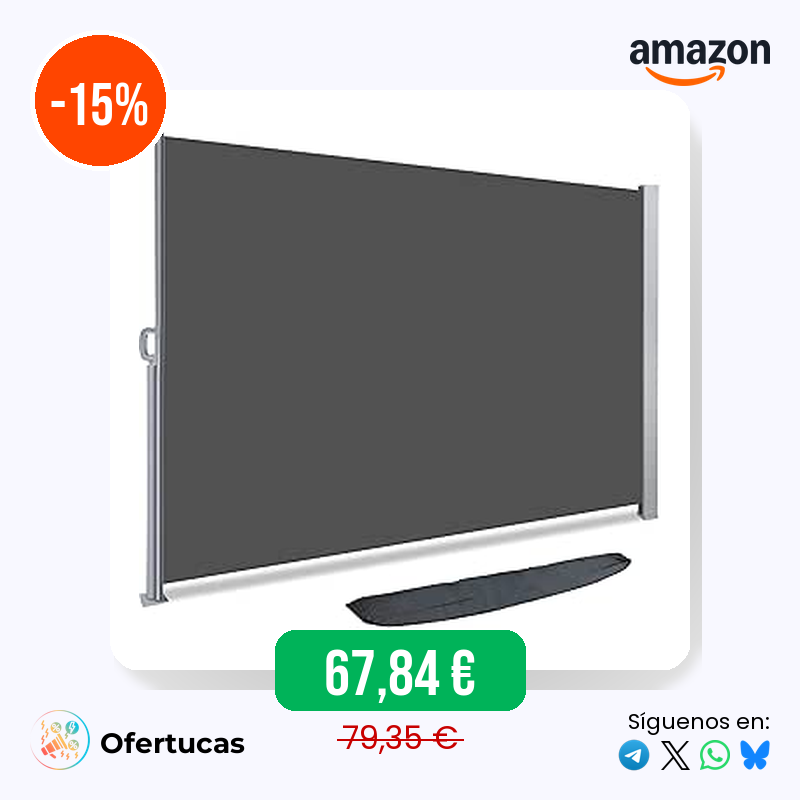 -15%
amazon
67,84 €
79,35 €
Ofertucas
Síguenos en: